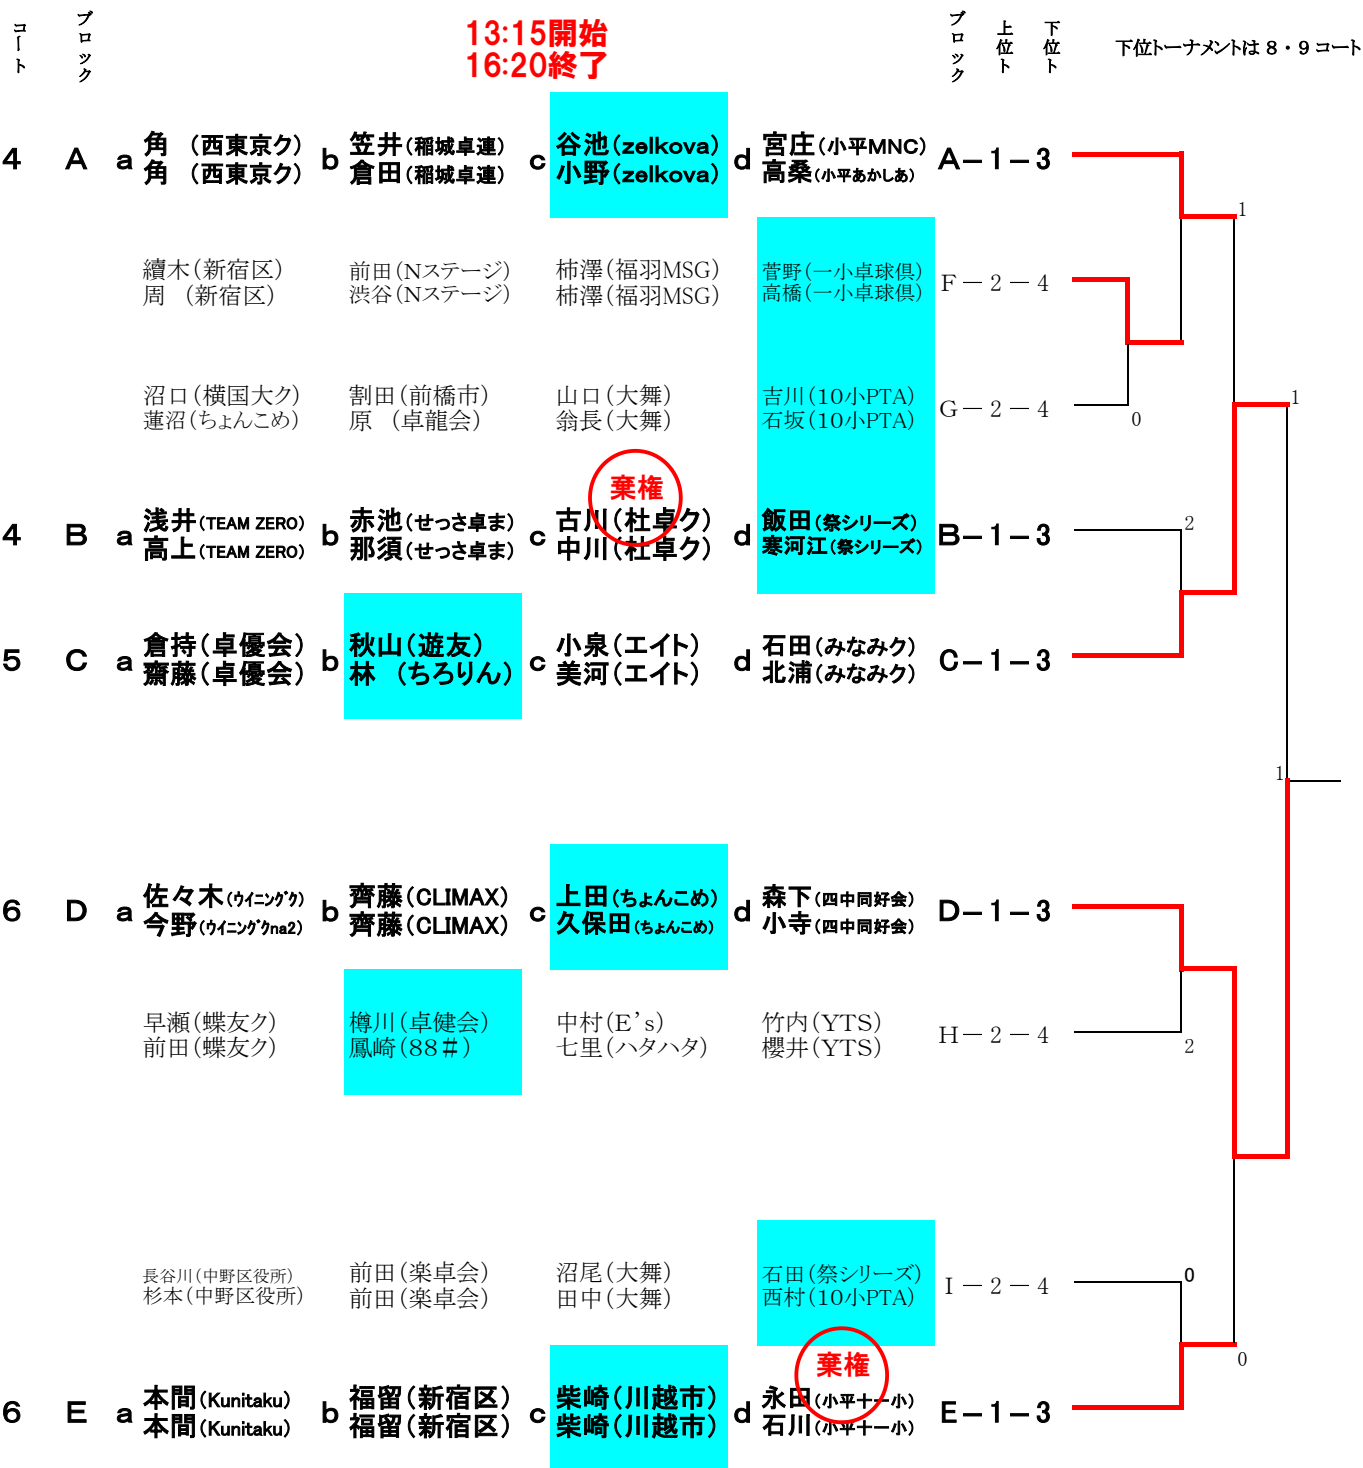 コート ブロック 13:15開始 ブロック 上位ト 下位ト 下位トーナメントは 8・9 コート
16:20終了
4 A a 角 (西東京ク) b 笠井(稲城卓連) c 谷池(zelkova) d 宮庄(小平MNC) A-1-3
角 (西東京ク) 倉田(稲城卓連) 小野(zelkova) 高桑(小平あかしあ)
1
續木(新宿区) 前田(Nステージ) 柿澤(福羽MSG) 菅野(一小卓球倶) F-2-4
周 (新宿区) 渋谷(Nステージ) 柿澤(福羽MSG) 高橋(一小卓球倶)
沼口(横国大ク) 割田(前橋市) 山口(大舞) 吉川(10小PTA) G-2-4 1
蓮沼(ちょんこめ) 原 (卓龍会) 翁長(大舞) 石坂(10小PTA) 0
棄権
4 B a 浅井(TEAM ZERO) b 赤池(せっさ卓ま) c 古川(杜卓ク) d 飯田(祭シリーズ) B-1-3 2
高上(TEAM ZERO) 那須(せっさ卓ま) 中川(杜卓ク) 寒河江(祭シリーズ)
5 C a 倉持(卓優会) b 秋山(遊友) c 小泉(エイト) d 石田(みなみク) C-1-3
齋藤(卓優会) 林 (ちろりん) 美河(エイト) 北浦(みなみク)
1
6 D a 佐々木(ウイニングク) b 齊藤(CLIMAX) c 上田(ちょんこめ) d 森下(四中同好会) D-1-3
今野(ウイニングクna2) 齊藤(CLIMAX) 久保田(ちょんこめ) 小寺(四中同好会)
早瀬(蝶友ク) 樽川(卓健会) 中村(E's) 竹内(YTS) H-2-4
前田(蝶友ク) 鳳崎(88#) 七里(ハタハタ) 櫻井(YTS) 2
長谷川(中野区役所) 前田(楽卓会) 沼尾(大舞) 石田(祭シリーズ) I-2-4 0
杉本(中野区役所) 前田(楽卓会) 田中(大舞) 西村(10小PTA)
棄権 0
6 E a 本間(Kunitaku) b 福留(新宿区) c 柴崎(川越市) d 永田(小平十一小) E-1-3
本間(Kunitaku) 福留(新宿区) 柴崎(川越市) 石川(小平十一小)